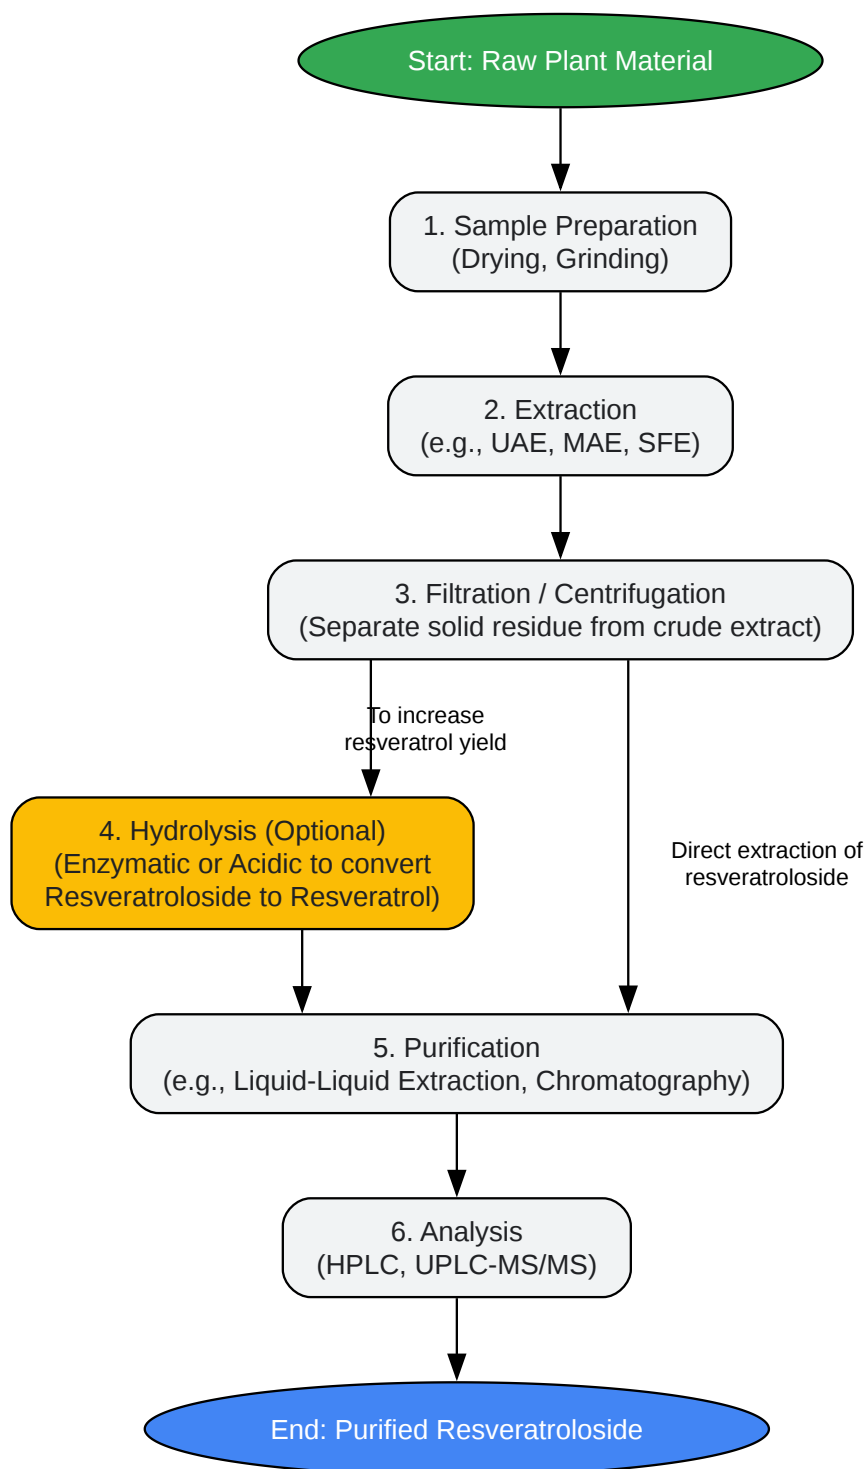 Start: Raw Plant Material
1. Sample Preparation
(Drying, Grinding)
2. Extraction
(e.g., UAE, MAE, SFE)
3. Filtration / Centrifugation
(Separate solid residue from crude extract)
To increase
resveratrol yield
4. Hydrolysis (Optional)
(Enzymatic or Acidic to convert
Resveratroloside to Resveratrol)
Direct extraction of
resveratroloside
5. Purification
(e.g., Liquid-Liquid Extraction, Chromatography)
6. Analysis
(HPLC, UPLC-MS/MS)
End: Purified Resveratroloside